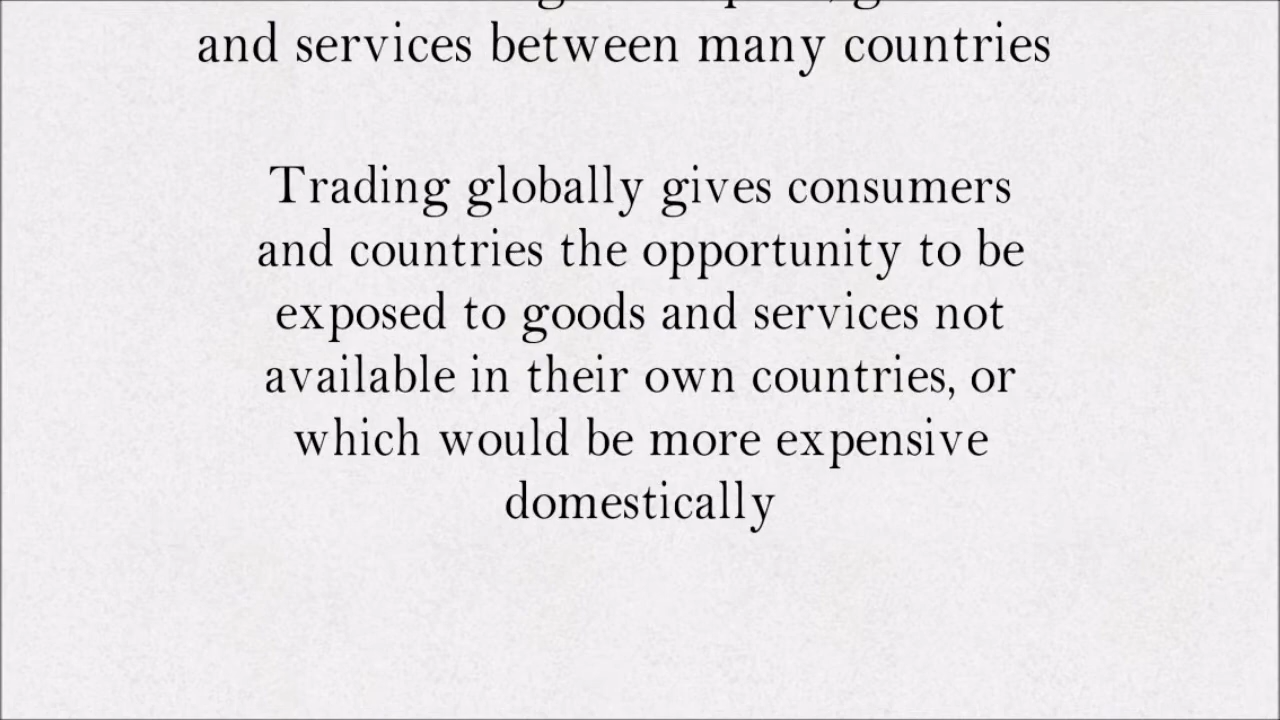 and services between many countries
Trading globally gives consumers
and countries the opportunity to be
exposed to goods and services not
available in their own countries, or
which would be more expensive
domestically